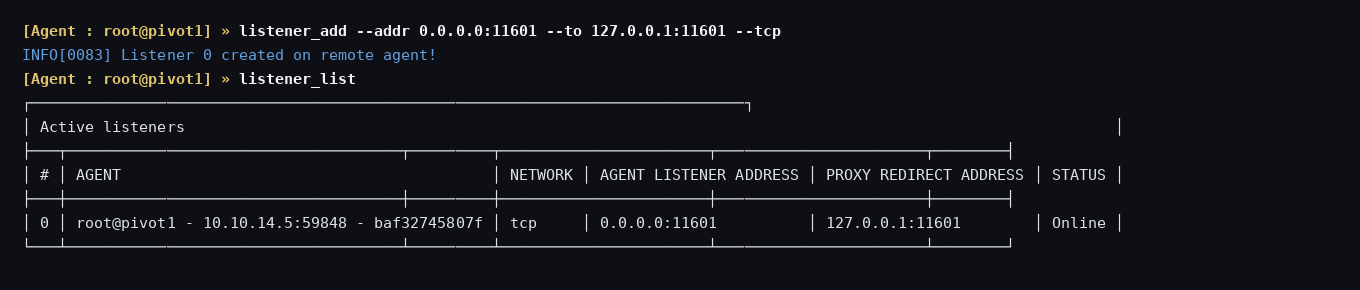 [Agent : root@pivot1] » listener_add --addr 0.0.0.0:11601 --to 127.0.0.1:11601 --tcp
INFO[0083] Listener 0 created on remote agent!
[Agent : root@pivot1] » listener_list
Active listeners
# │ AGENT │ NETWORK │ AGENT LISTENER ADDRESS │ PROXY REDIRECT ADDRESS │ STATUS
0 │ root@pivot1 - 10.10.14.5:59848 - baf32745807f │ tcp │ 0.0.0.0:11601 │ 127.0.0.1:11601 │ Online